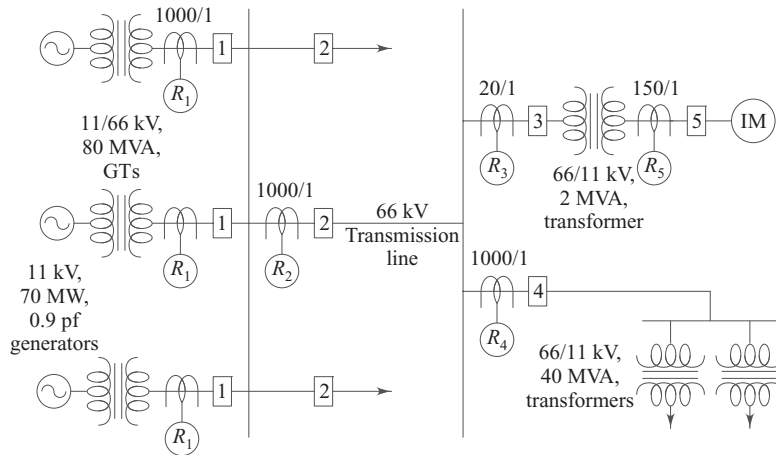 1000/1
1
2
R1
11/66 kV,
80 MVA,
GTs
20/1
3
150/1
5
IM
R3
R5
66/11 kV,
2 MVA,
transformer
1000/1
1
2
R1
R2
66 kV
Transmission
line
11 kV,
70 MW,
0.9 pf
generators
1000/1
4
R4
66/11 kV,
40 MVA,
transformers
1
2
R1